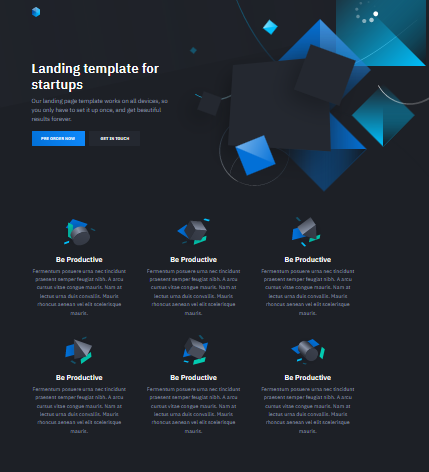 Landing template for
startups
Our landing page template works on all devices, so
you only have to set it up once, and get beautiful
results forever.
PRE ORDER NOW
GET IN TOUCH
Be Productive
Fermentum posuere urna nec tincidunt
praesent semper feugiat nibh. A arcu
cursus vitae congue mauris. Nam at
lectus urna duis convallis. Mauris
rhoncus aenean vel elit scelerisque
mauris.
Be Productive
Fermentum posuere urna nec tincidunt
praesent semper feugiat nibh. A arcu
cursus vitae congue mauris. Nam at
lectus urna duis convallis. Mauris
rhoncus aenean vel elit scelerisque
mauris.
Be Productive
Fermentum posuere urna nec tincidunt
praesent semper feugiat nibh. A arcu
cursus vitae congue mauris. Nam at
lectus urna duis convallis. Mauris
rhoncus aenean vel elit scelerisque
mauris.
Be Productive
Fermentum posuere urna nec tincidunt
praesent semper feugiat nibh. A arcu
cursus vitae congue mauris. Nam at
lectus urna duis convallis. Mauris
rhoncus aenean vel elit scelerisque
mauris.
Be Productive
Fermentum posuere urna nec tincidunt
praesent semper feugiat nibh. A arcu
cursus vitae congue mauris. Nam at
lectus urna duis convallis. Mauris
rhoncus aenean vel elit scelerisque
mauris.
Be Productive
Fermentum posuere urna nec tincidunt
praesent semper feugiat nibh. A arcu
cursus vitae congue mauris. Nam at
lectus urna duis convallis. Mauris
rhoncus aenean vel elit scelerisque
mauris.